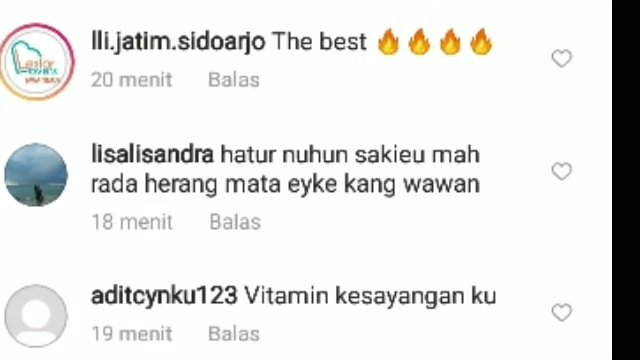 lli.jatim.sidoarjo The best 🔥🔥🔥🔥
20 menit Balas
lisalisandra hatur nuhun sakieu mah
rada herang mata eyke kang wawan
18 menit Balas
aditcynku123 Vitamin kesayangan ku
19 menit Balas